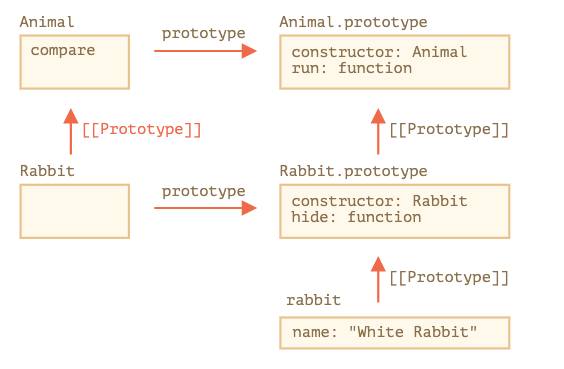 Animal
compare
prototype
Animal.prototype
constructor: Animal
run: function
[[Prototype]]
[[Prototype]]
Rabbit
prototype
Rabbit.prototype
constructor: Rabbit
hide: function
[[Prototype]]
rabbit
name: "White Rabbit"